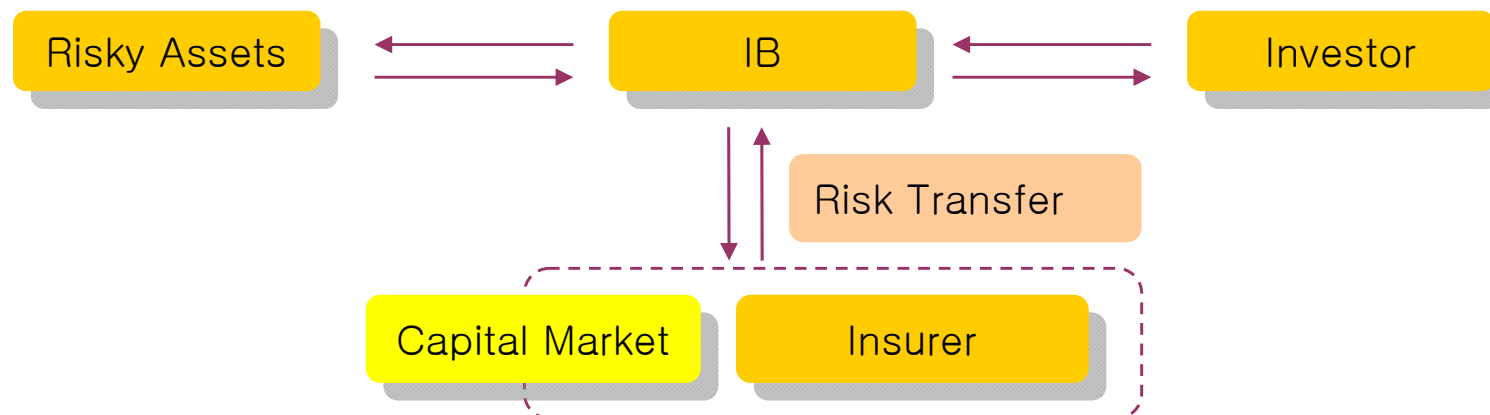 Risky Assets
IB
Investor
Risk Transfer
Capital Market
Insurer